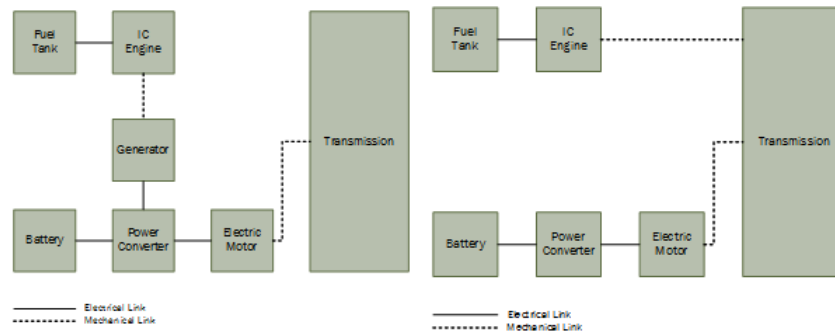 Fuel
Tank
IC
Engine
Generator
Transmission
Battery
Power
Converter
Electric
Motor
Electrical Link
Mechanical Link
Fuel
Tank
IC
Engine
Transmission
Battery
Power
Converter
Electric
Motor
Electrical Link
Mechanical Link